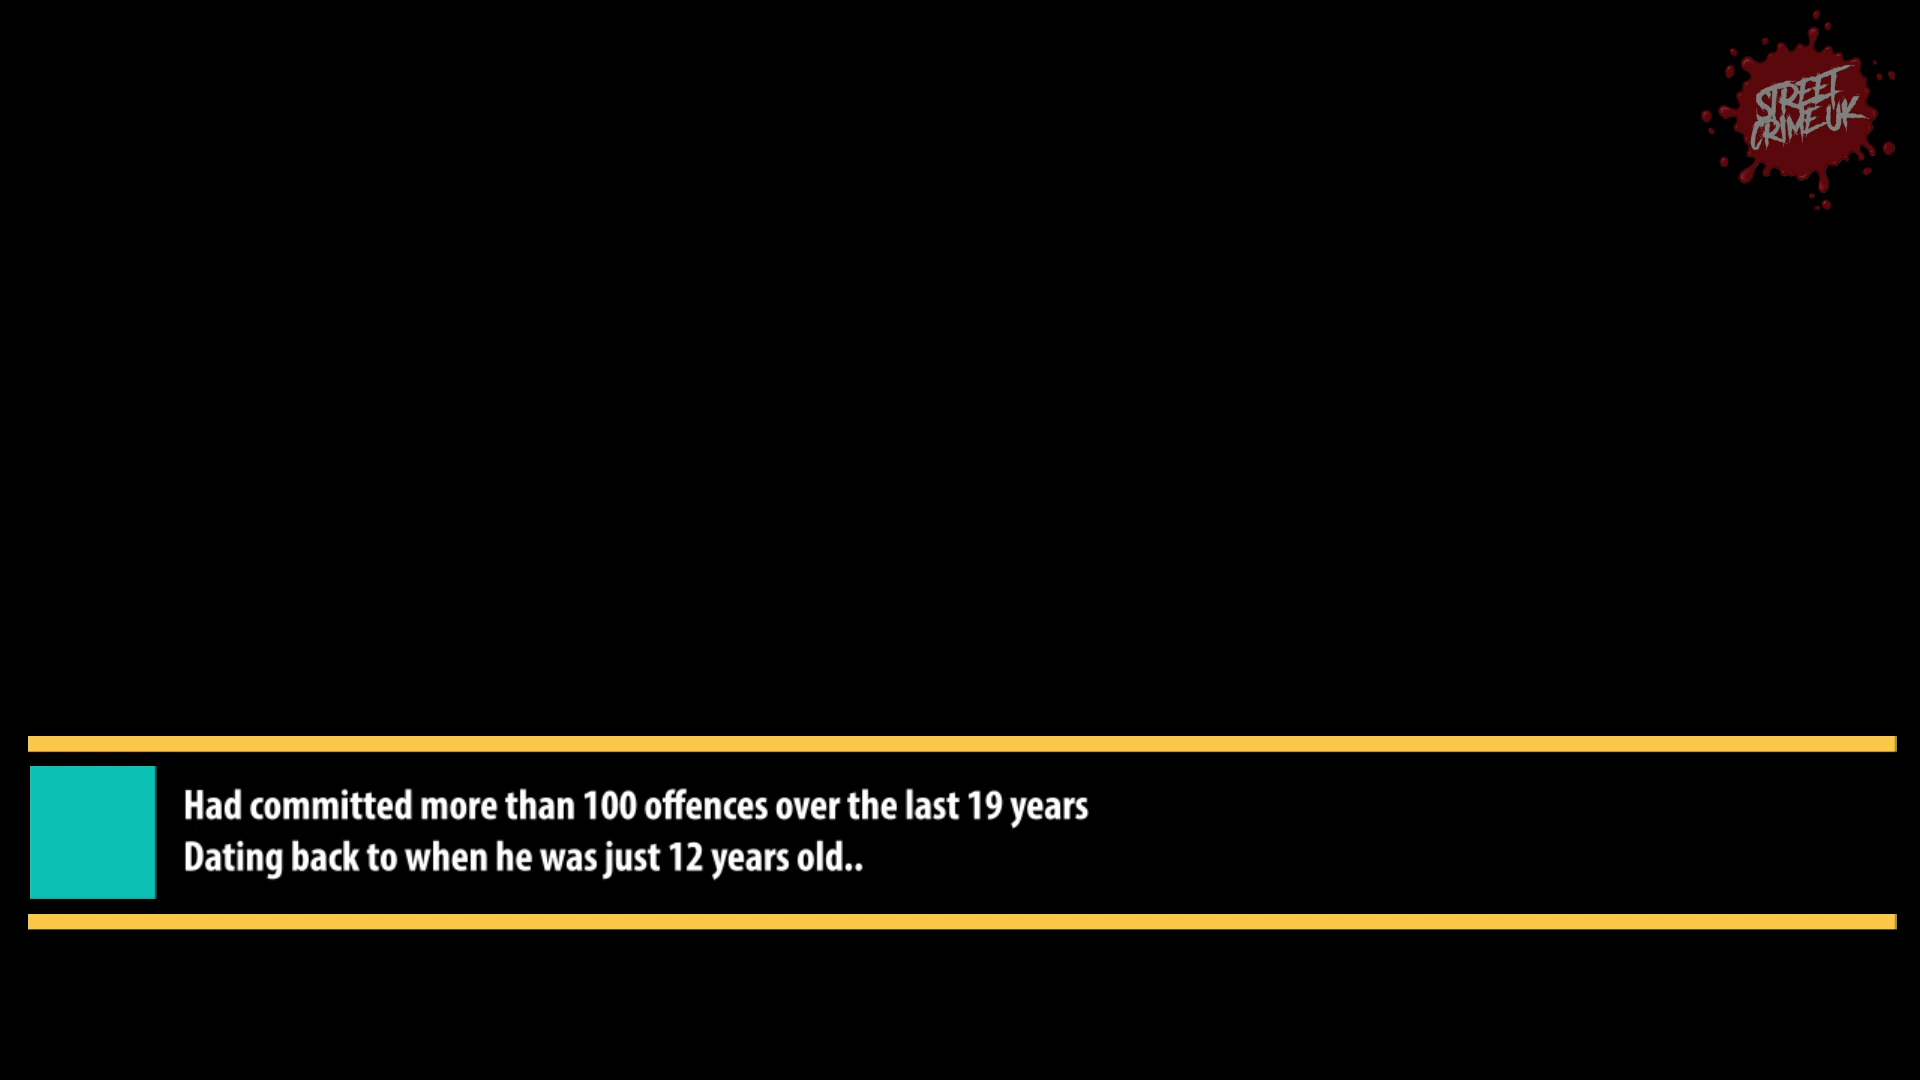 STREET
CRIME UK
Had committed more than 100 offences over the last 19 years
Dating back to when he was just 12 years old..